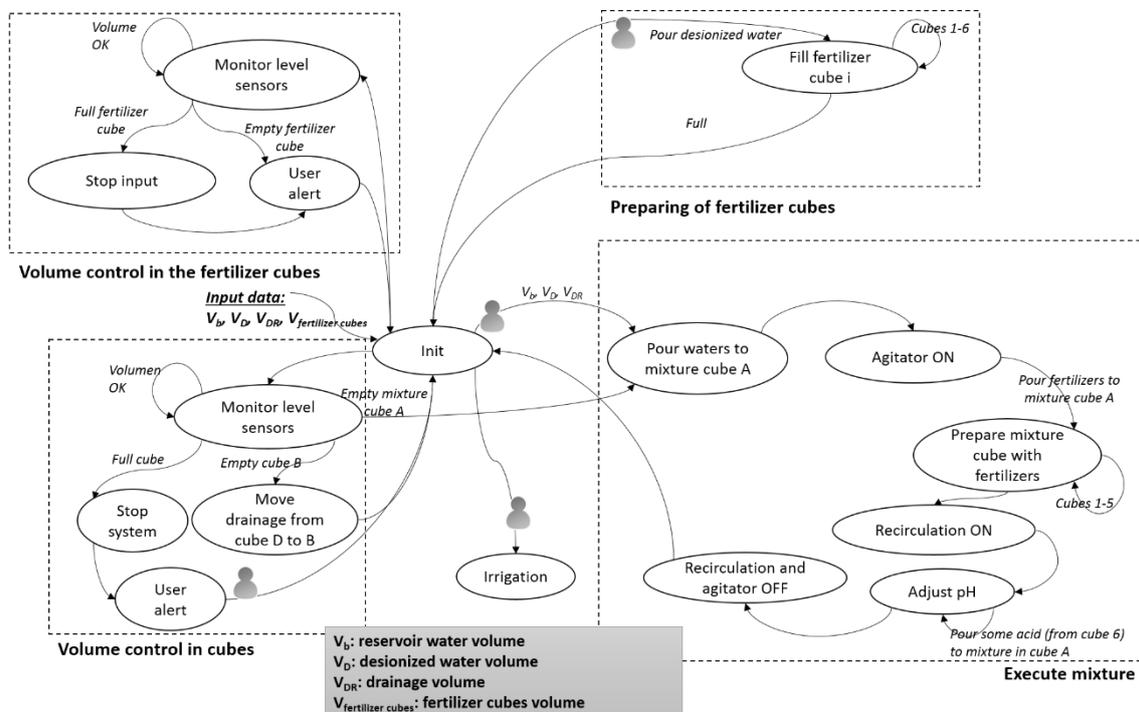 Volume
OK
Monitor level
sensors
Full fertilizer
cube
Empty fertilizer
cube
Stop input
User
alert
Volume control in the fertilizer cubes
Pour desionized water
Cubes 1-6
Fill fertilizer
cube i
Full
Preparing of fertilizer cubes
Input data:
Vb, VD, VDR, Vfertilizer cubes
Init
Vb, VD, VDR
Volumen
OK
Monitor level
sensors
Empty mixture
cube A
Full cube
Empty cube B
Stop
system
Move
drainage from
cube D to B
User
alert
Volume control in cubes
Irrigation
Pour waters to
mixture cube A
Agitator ON
Pour fertilizers to
mixture cube A
Prepare mixture
cube with
fertilizers
Cubes 1-5
Recirculation ON
Recirculation and
agitator OFF
Adjust pH
Pour some acid (from cube 6)
to mixture in cube A
Execute mixture
Vb: reservoir water volume
VD: desionized water volume
VDR: drainage volume
Vfertilizer cubes: fertilizer cubes volume